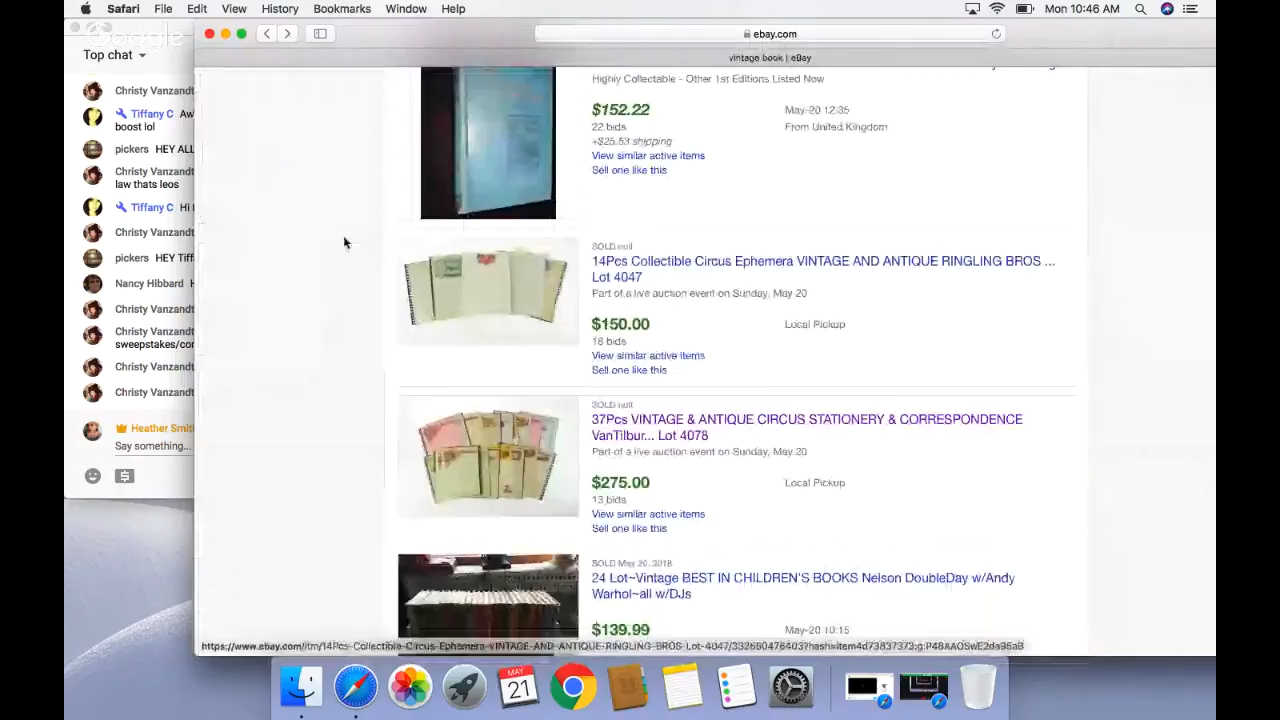 Safari File Edit View History Bookmarks Window Help
Mon 10:46 AM
Google
Top chat
ebay.com
vintage book | eBay
Christy Vanzandt
Tiffany C Aw
boost lol
pickers HEY ALL
Christy Vanzandt
law thats leos
Tiffany C Hi
Christy Vanzandt
pickers HEY Tiff
Nancy Hibbard
Christy Vanzandt
Christy Vanzandt
sweepstakes/con
Christy Vanzandt
Christy Vanzandt
Heather Smit
Say something...
Highly Collectable - Other 1st Editions Listed Now
$152.22
May-20 12:35
22 bids
From United Kingdom
+$25.53 shipping
View similar active items
Sell one like this
SOLD null
14Pcs Collectible Circus Ephemera VINTAGE AND ANTIQUE RINGLING BROS ...
Lot 4047
Part of a live auction event on Sunday, May 20
$150.00
Local Pickup
18 bids
View similar active items
Sell one like this
SOLD null
37Pcs VINTAGE & ANTIQUE CIRCUS STATIONERY & CORRESPONDENCE
VanTilbur... Lot 4078
Part of a live auction event on Sunday, May 20
$275.00
Local Pickup
13 bids
View similar active items
Sell one like this
SOLD May 20, 2018
24 Lot~Vintage BEST IN CHILDREN'S BOOKS Nelson DoubleDay w/Andy
Warhol~all w/DJs
$139.99
May-20 10:15
MAY
21